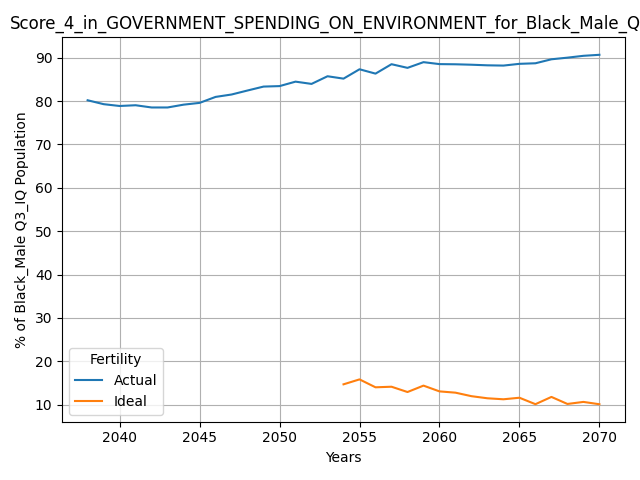 Score_4_in_GOVERNMENT_SPENDING_ON_ENVIRONMENT_for_Black_Male_Q
% of Black_Male Q3_IQ Population
90
80
70
60
50
40
30
20
10
Fertility
Actual
Ideal
2040 2045 2050 2055 2060 2065 2070
Years